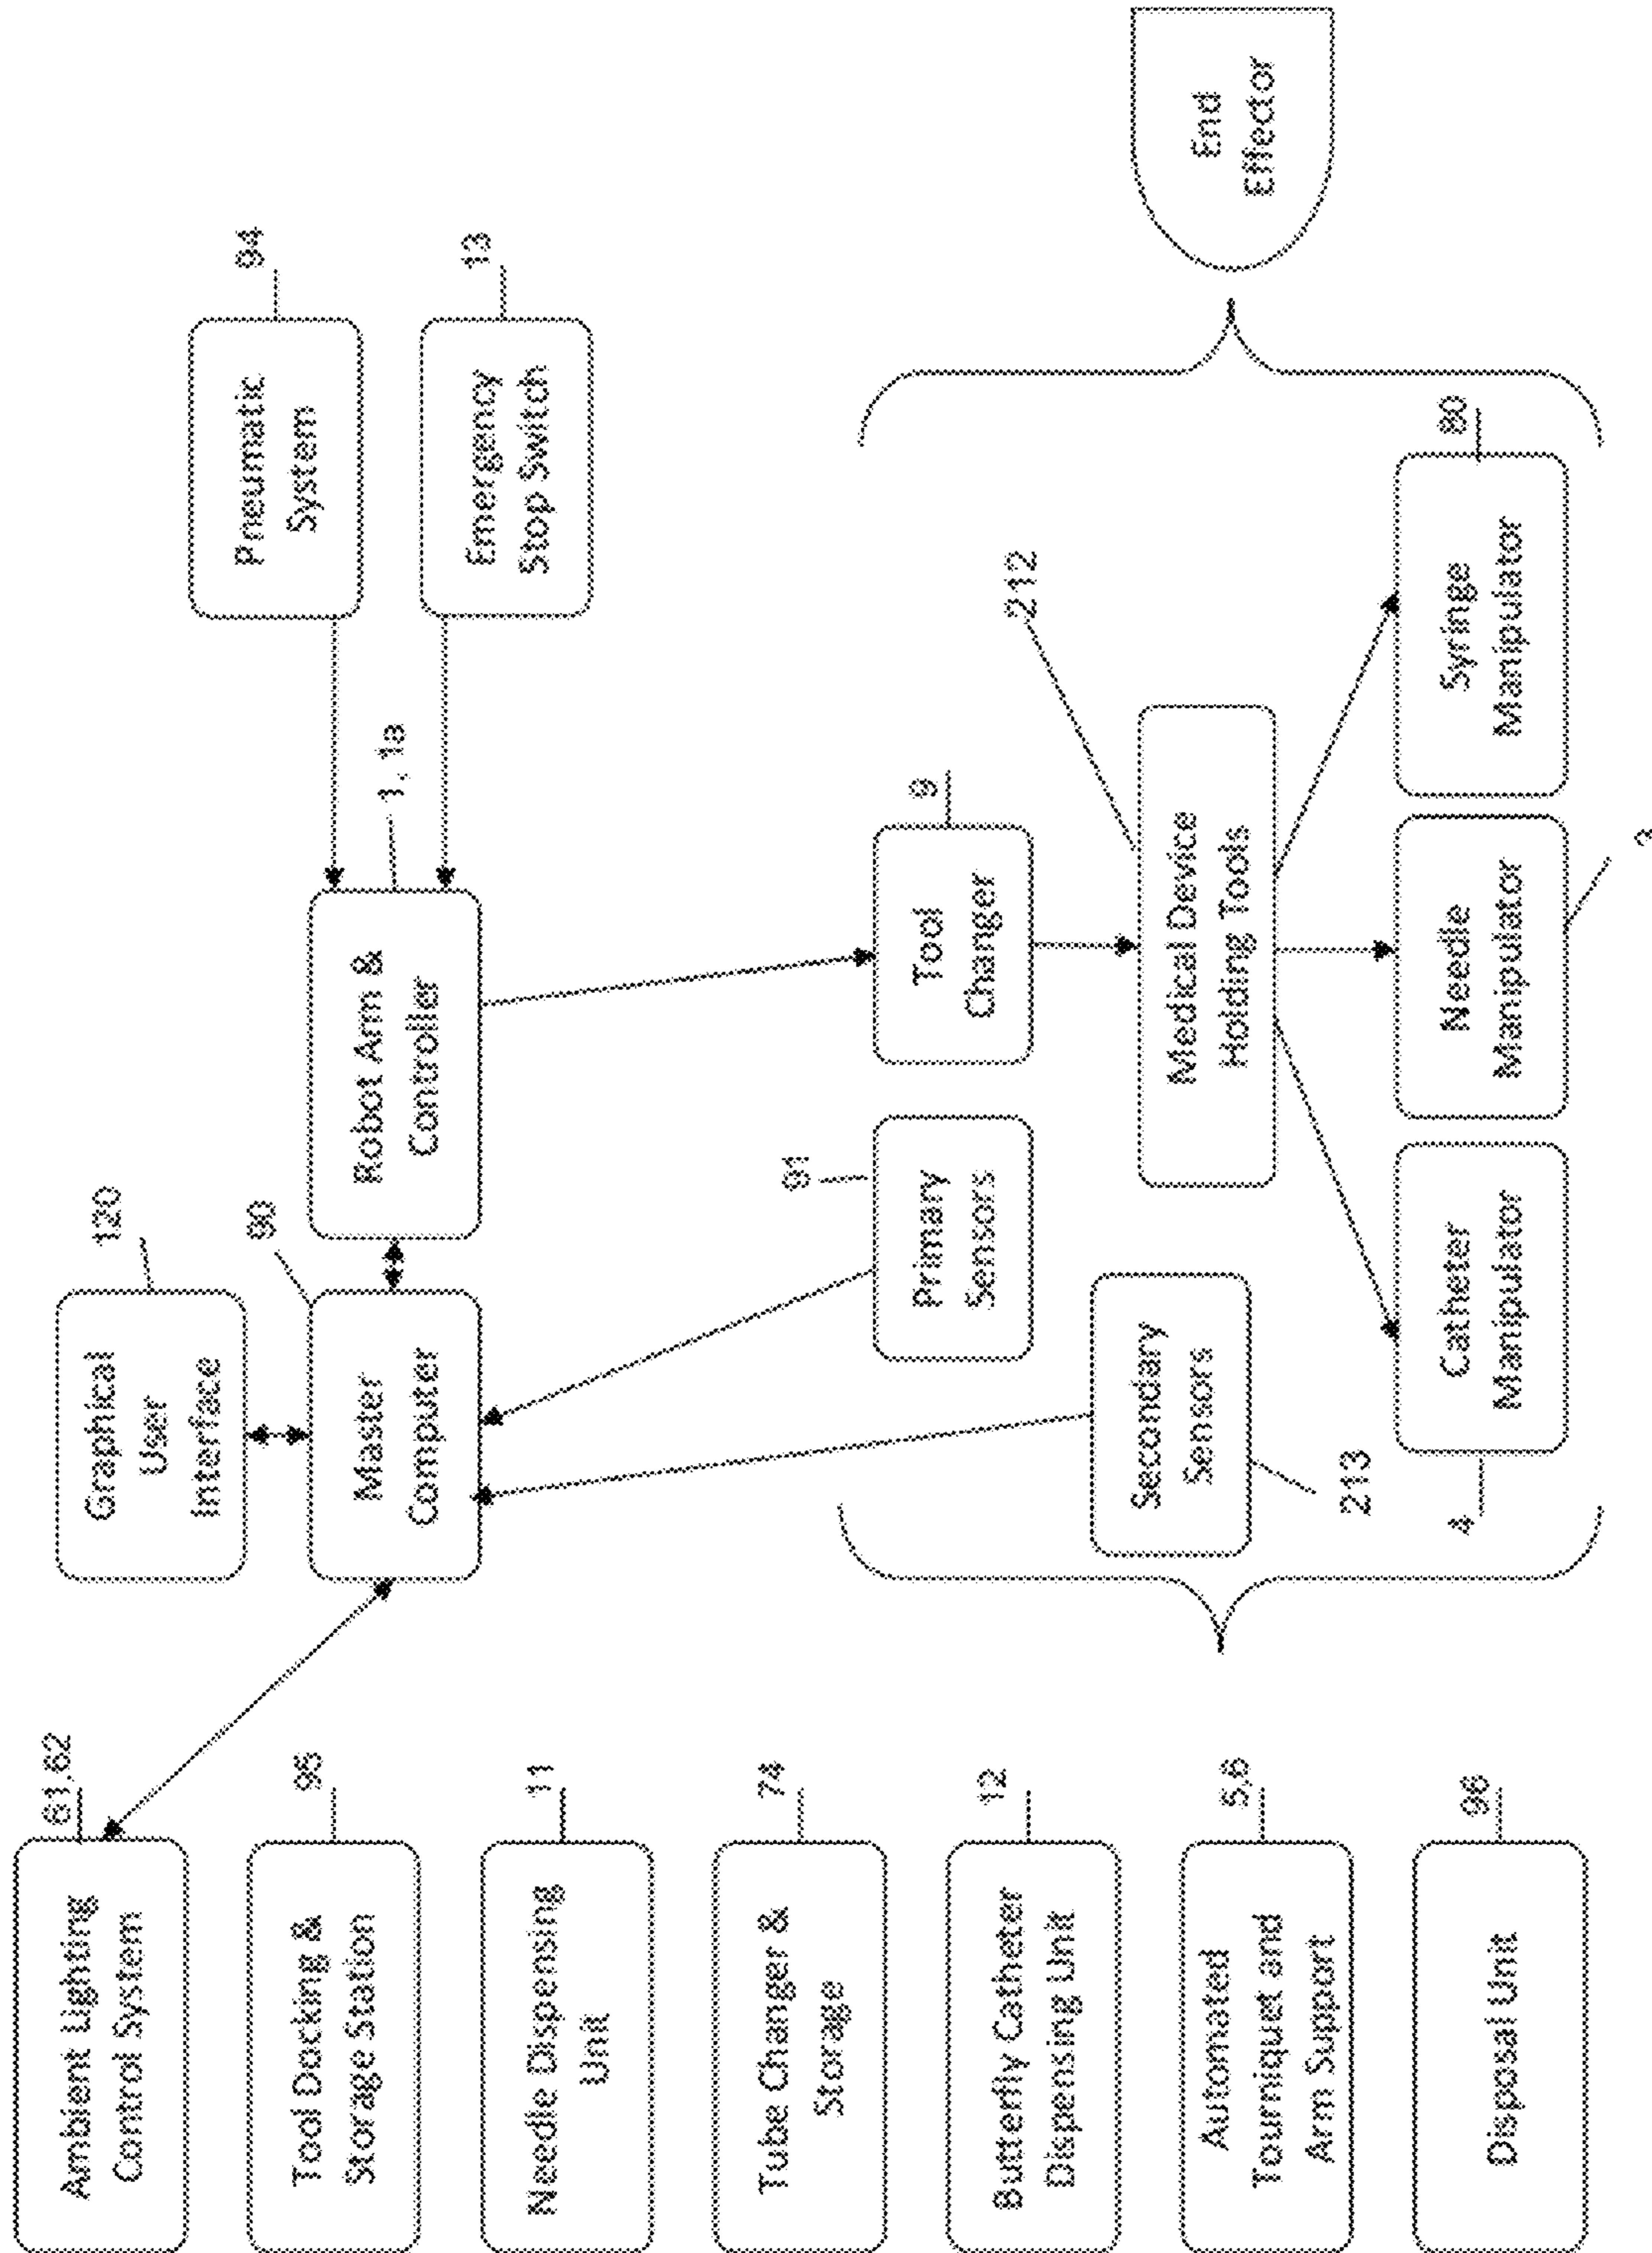 Ambient Lighting
Control System
61,62
Tool Docking &
Storage Station
95
Needle Dispensing
Unit
11
Tube Changer &
Storage
74
Butterfly Catheter
Dispensing Unit
12
Automated
Tourniquet and
Arm Support
5,6
Disposal Unit
96
Graphical
User
Interface
120
Master
Computer
90
Robot Arm &
Controller
1, 1a
Pneumatic
System
94
Emergency
Stop Switch
13
Primary
Sensors
91
Tool
Changer
9
Secondary
Sensors
213
Medical Device
Holding Tools
212
Catheter
Manipulator
4
Needle
Manipulator
Syringe
Manipulator
80
End
Effector